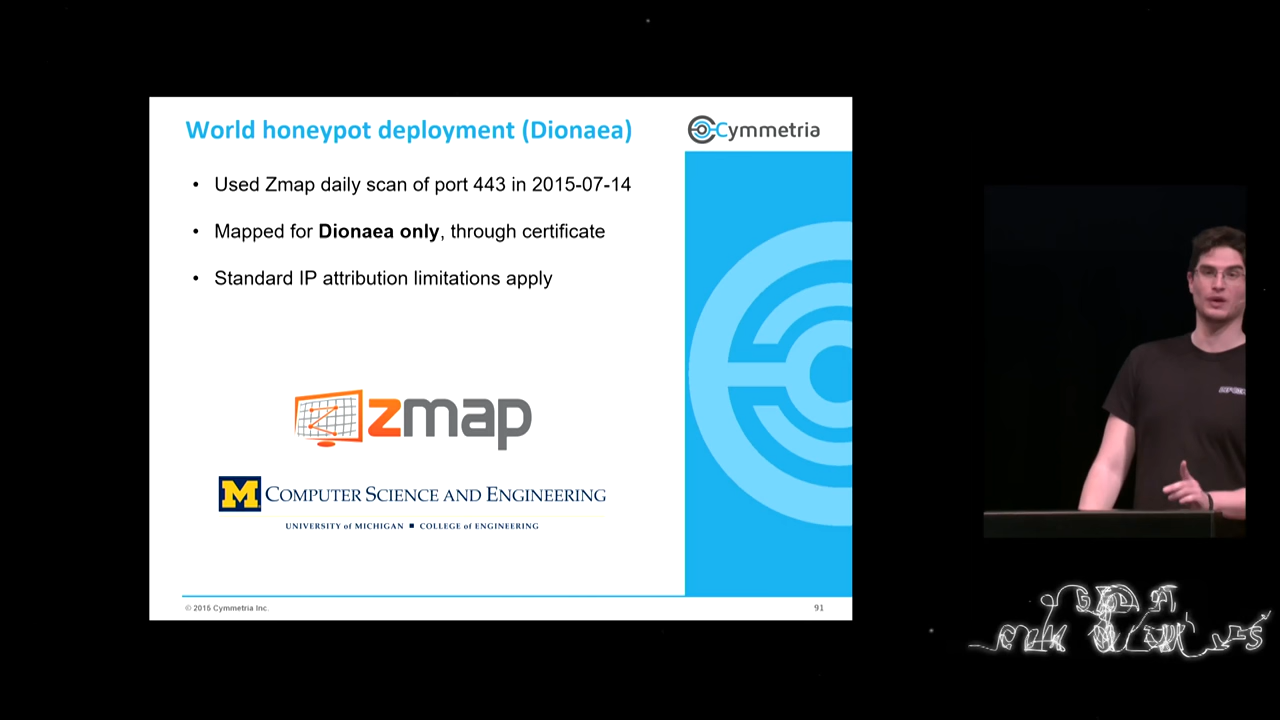 World honeypot deployment (Dionaea)
Cymmetria
• Used Zmap daily scan of port 443 in 2015-07-14
• Mapped for Dionaea only, through certificate
• Standard IP attribution limitations apply
zmap
M COMPUTER SCIENCE AND ENGINEERING
UNIVERSITY of MICHIGAN ■ COLLEGE of ENGINEERING
© 2015 Cymmetria Inc.
91